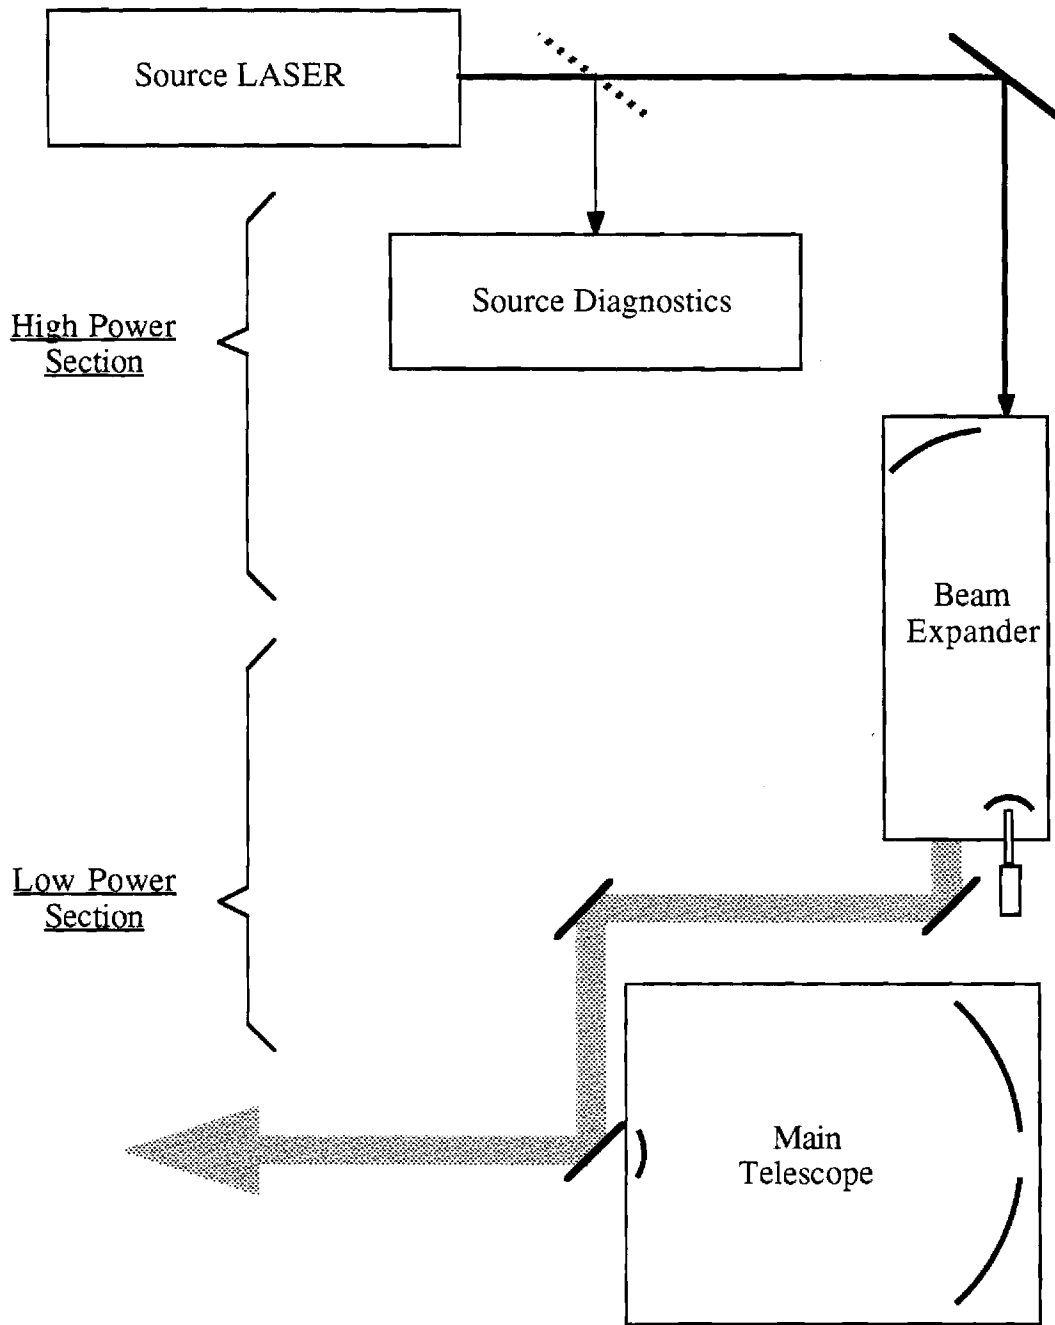 Source LASER
Source Diagnostics
High Power
Section
Beam
Expander
Low Power
Section
Main
Telescope